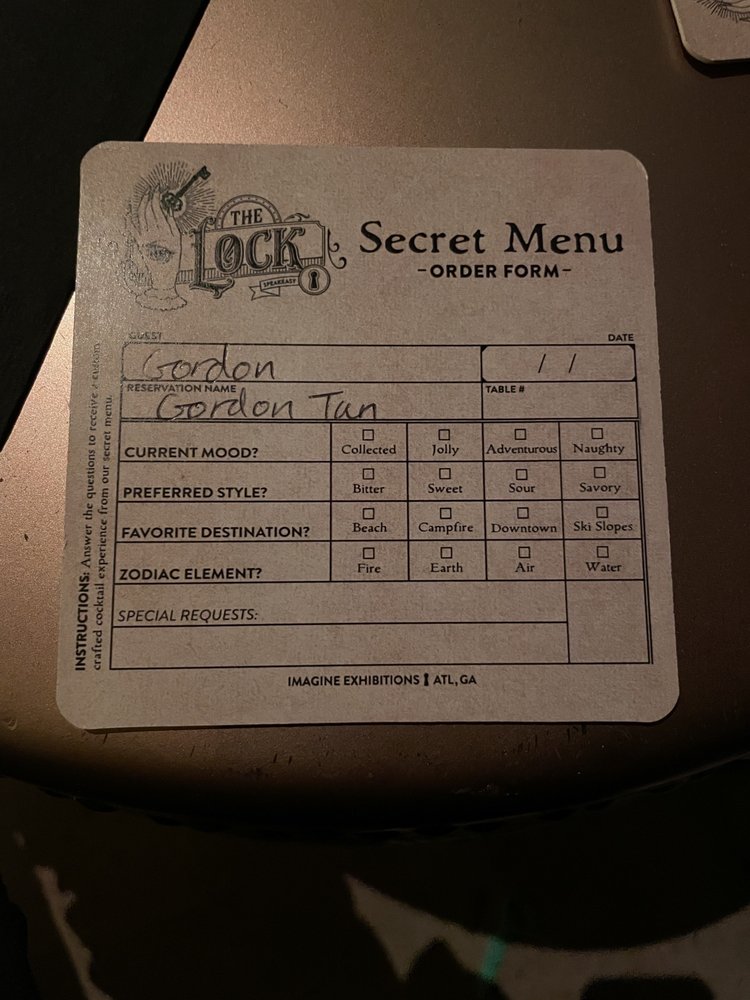 THE
LOCK
SPEAKEASY
Secret Menu
-ORDER FORM-
GUEST
DATE
Gordon
/ /
RESERVATION NAME
TABLE #
Gordon Tan
CURRENT MOOD? Collected Jolly Adventurous Naughty
PREFERRED STYLE? Bitter Sweet Sour Savory
FAVORITE DESTINATION? Beach Campfire Downtown Ski Slopes
ZODIAC ELEMENT? Fire Earth Air Water
SPECIAL REQUESTS:
INSTRUCTIONS: Answer the questions to receive a custom
crafted cocktail experience from our secret menu.
IMAGINE EXHIBITIONS ATL, GA